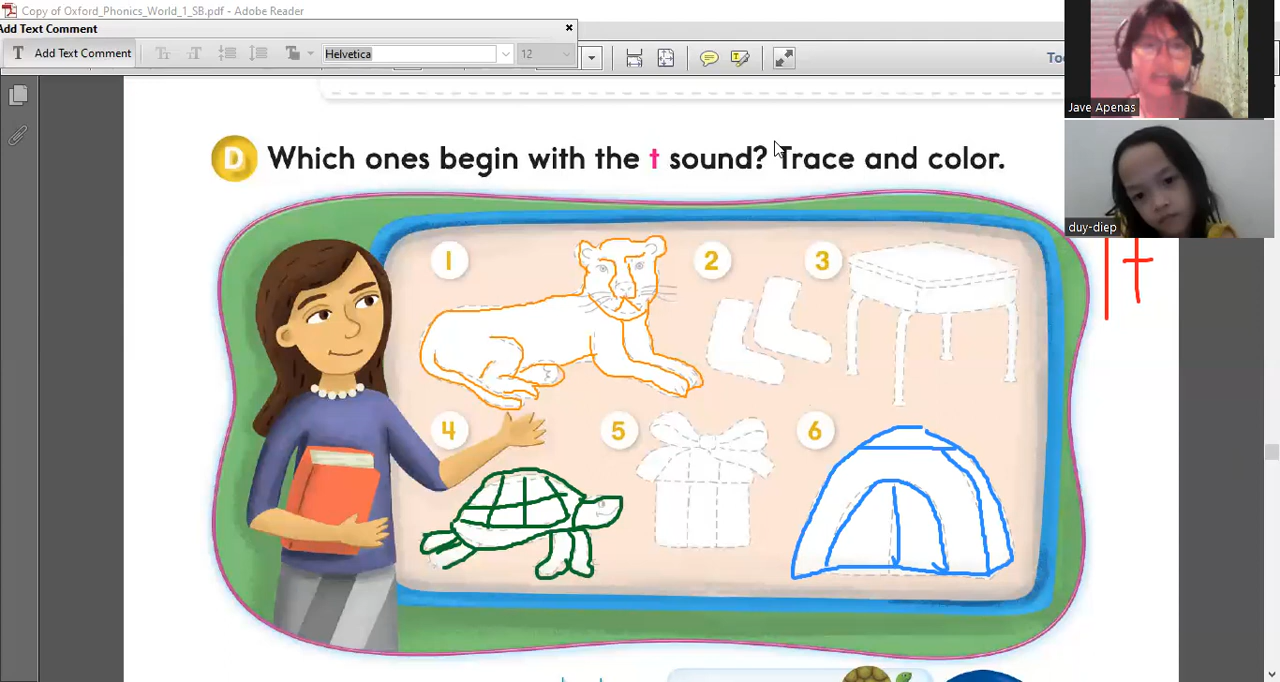 Copy of Oxford_Phonics_World_1_SB.pdf - Adobe Reader
Add Text Comment
T Add Text Comment Helvetica 12
Jave Apenas
D Which ones begin with the t sound? Trace and color.
duy-diep
1 2 3 t
4 5 6